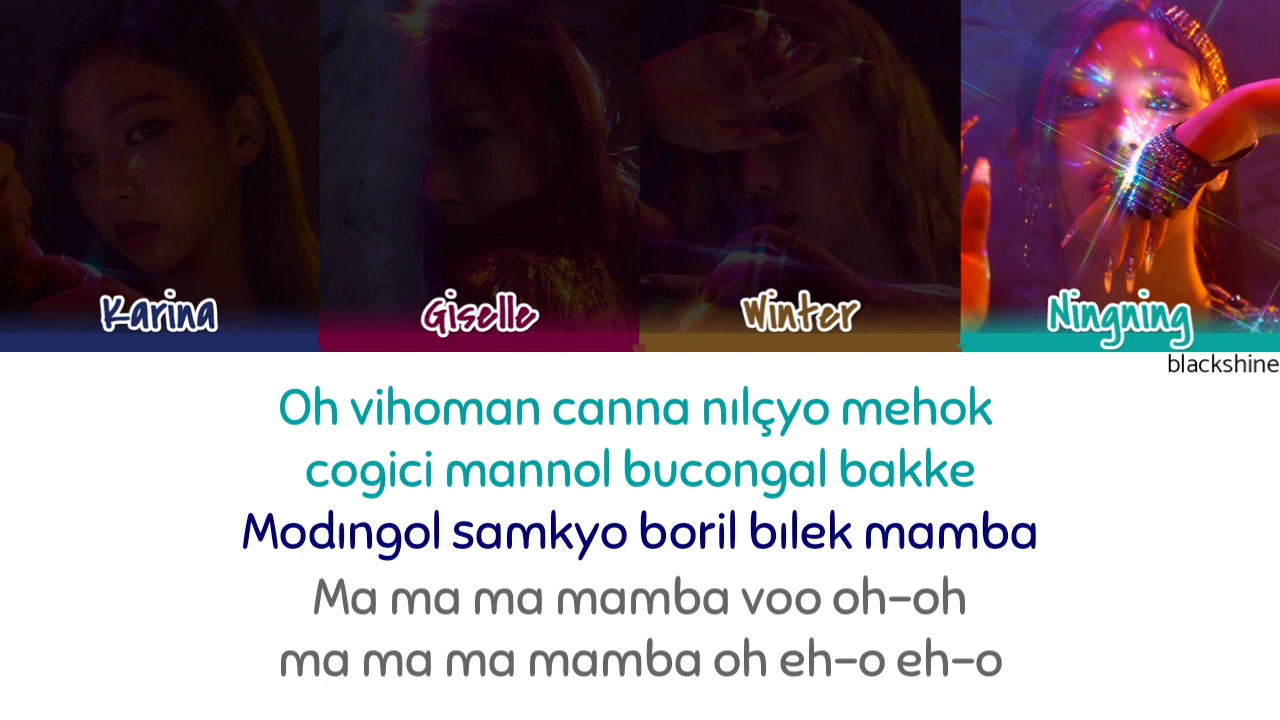 Karina
Giselle
Winter
Ningning
blackshine
Oh vihoman canna nılçyo mehok
cogici mannol bucongal bakke
Modıngol samkyo boril bılek mamba
Ma ma ma mamba voo oh-oh
ma ma ma mamba oh eh-o eh-o